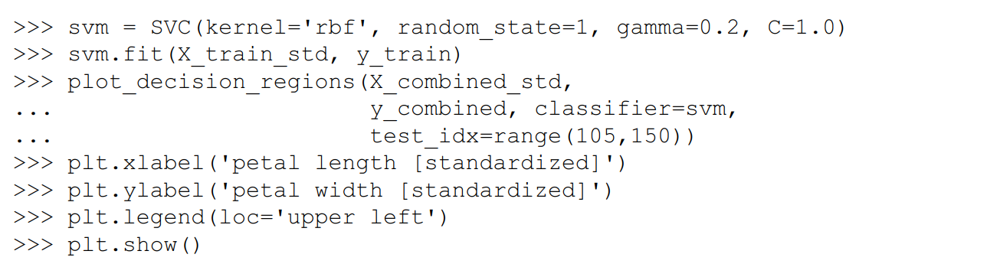 >>> svm = SVC(kernel='rbf', random_state=1, gamma=0.2, C=1.0)
>>> svm.fit(X_train_std, y_train)
>>> plot_decision_regions(X_combined_std,
...                       y_combined, classifier=svm,
...                       test_idx=range(105,150))
>>> plt.xlabel('petal length [standardized]')
>>> plt.ylabel('petal width [standardized]')
>>> plt.legend(loc='upper left')
>>> plt.show()